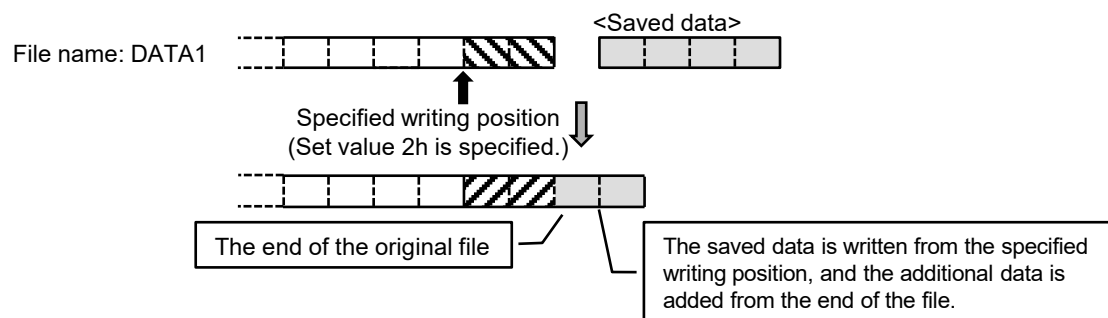 <Saved data>
File name: DATA1
Specified writing position
(Set value 2h is specified.)
The end of the original file
The saved data is written from the specified
writing position, and the additional data is
added from the end of the file.